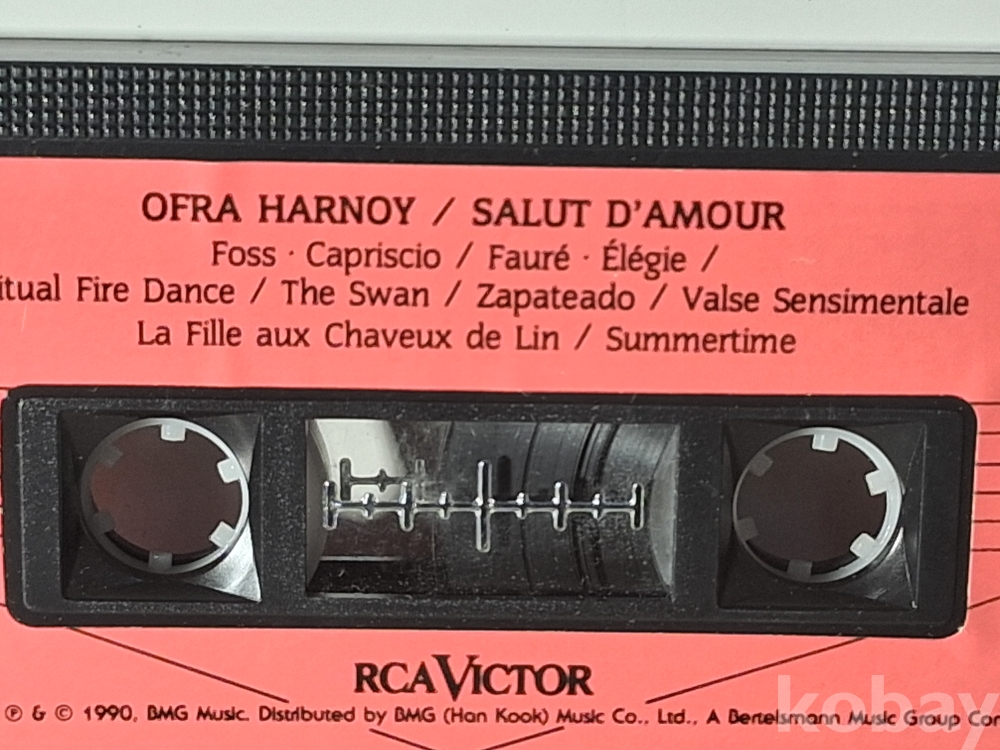 OFRA HARNOY / SALUT D'AMOUR
Foss · Capriscio / Fauré · Élégie /
itual Fire Dance / The Swan / Zapateado / Valse Sensimentale
La Fille aux Chaveux de Lin / Summertime
RCA VICTOR
℗ & © 1990, BMG Music. Distributed by BMG (Han Kook) Music Co., Ltd., A Bertelsmann Music Group Con
kobay